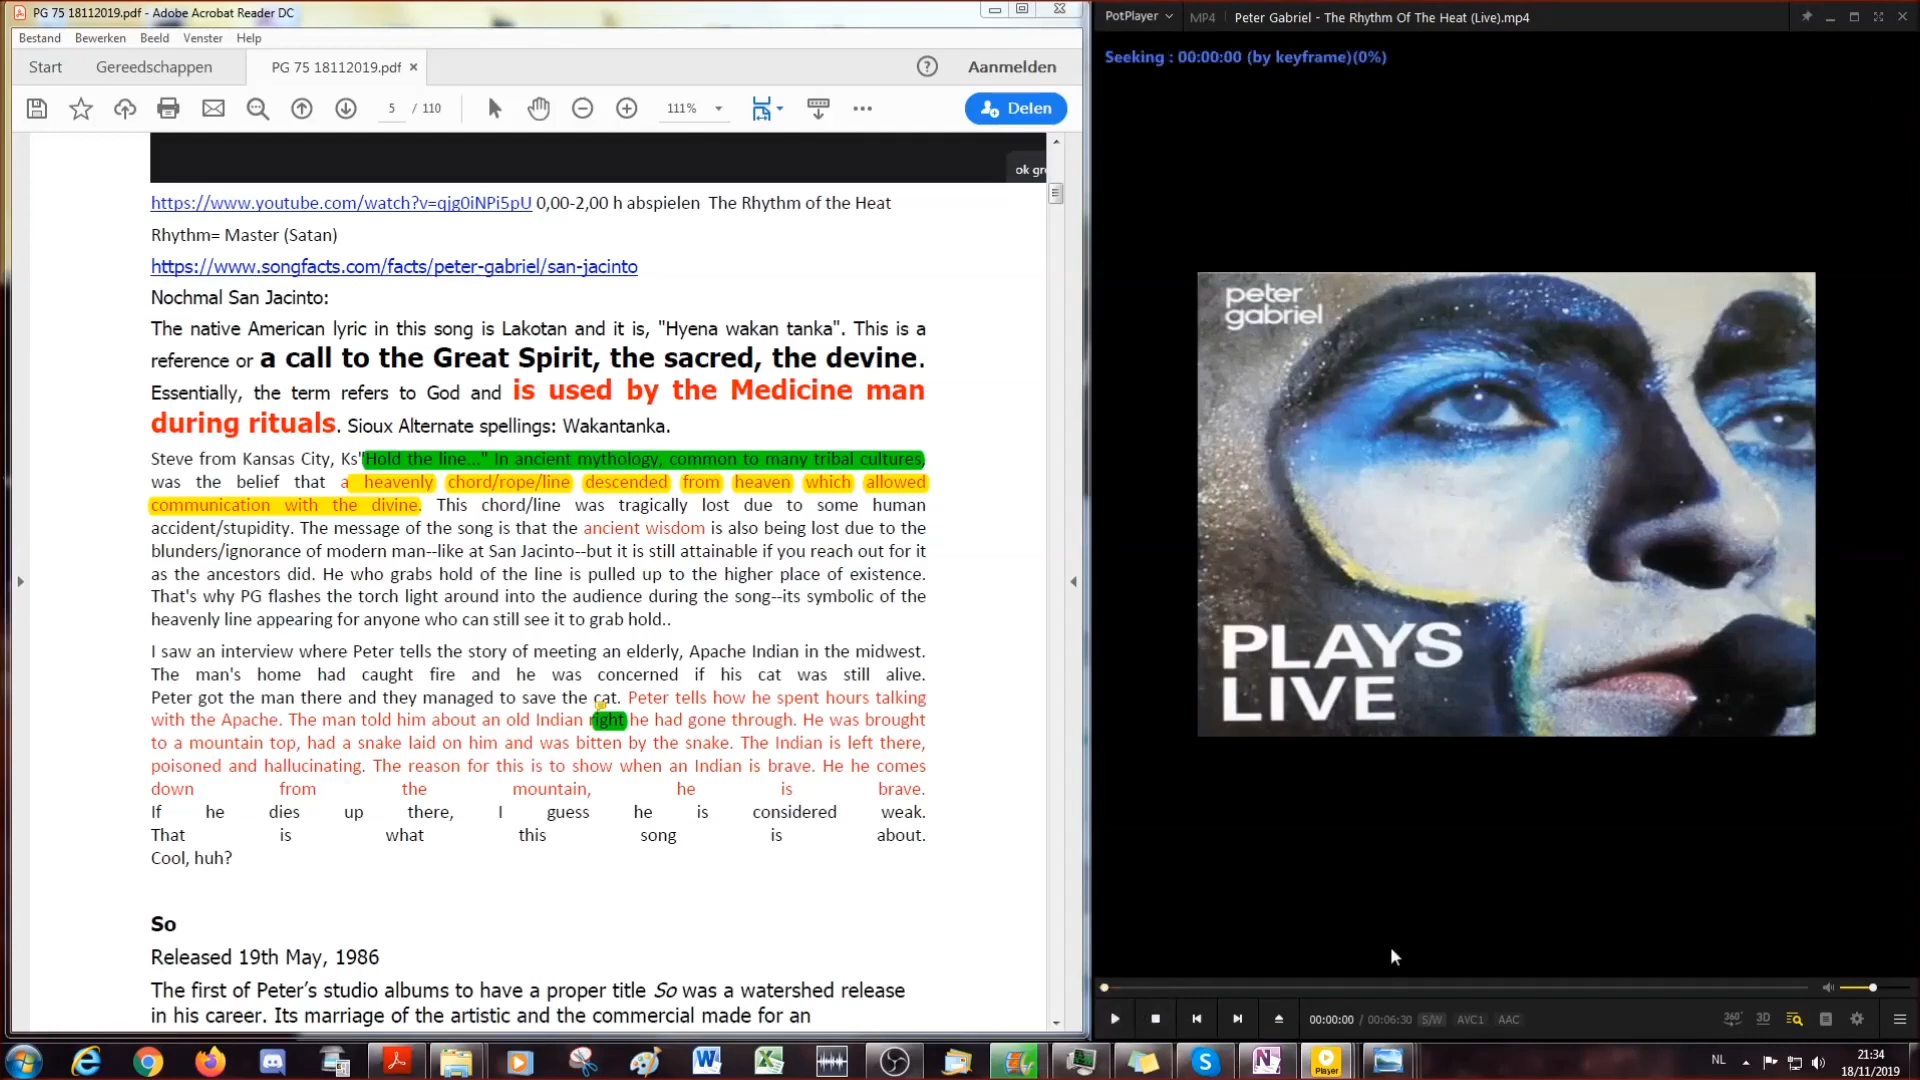 PG 75 18112019.pdf - Adobe Acrobat Reader DC
Bestand Bewerken Beeld Venster Help
Start Gereedschappen PG 75 18112019.pdf × Aanmelden
5 / 110 111% Delen
ok gr
https://www.youtube.com/watch?v=qjg0iNPi5pU 0,00-2,00 h abspielen The Rhythm of the Heat
Rhythm= Master (Satan)
https://www.songfacts.com/facts/peter-gabriel/san-jacinto
Nochmal San Jacinto:
The native American lyric in this song is Lakotan and it is, "Hyena wakan tanka". This is a
reference or a call to the Great Spirit, the sacred, the devine.
Essentially, the term refers to God and is used by the Medicine man
during rituals. Sioux Alternate spellings: Wakantanka.
Steve from Kansas City, Ks"Hold the line..." In ancient mythology, common to many tribal cultures,
was the belief that a heavenly chord/rope/line descended from heaven which allowed
communication with the divine. This chord/line was tragically lost due to some human
accident/stupidity. The message of the song is that the ancient wisdom is also being lost due to the
blunders/ignorance of modern man--like at San Jacinto--but it is still attainable if you reach out for it
as the ancestors did. He who grabs hold of the line is pulled up to the higher place of existence.
That's why PG flashes the torch light around into the audience during the song--its symbolic of the
heavenly line appearing for anyone who can still see it to grab hold..
I saw an interview where Peter tells the story of meeting an elderly, Apache Indian in the midwest.
The man's home had caught fire and he was concerned if his cat was still alive.
Peter got the man there and they managed to save the cat. Peter tells how he spent hours talking
with the Apache. The man told him about an old Indian right he had gone through. He was brought
to a mountain top, had a snake laid on him and was bitten by the snake. The Indian is left there,
poisoned and hallucinating. The reason for this is to show when an Indian is brave. He he comes
down from the mountain, he is brave.
If he dies up there, I guess he is considered weak.
That is what this song is about.
Cool, huh?
So
Released 19th May, 1986
The first of Peter's studio albums to have a proper title So was a watershed release
in his career. Its marriage of the artistic and the commercial made for an
PotPlayer MP4 Peter Gabriel - The Rhythm Of The Heat (Live).mp4
Seeking : 00:00:00 (by keyframe)(0%)
peter
gabriel
PLAYS
LIVE
00:00:00 / 00:06:30 S/W AVC1 AAC
360° 3D
Player
NL
21:34
18/11/2019